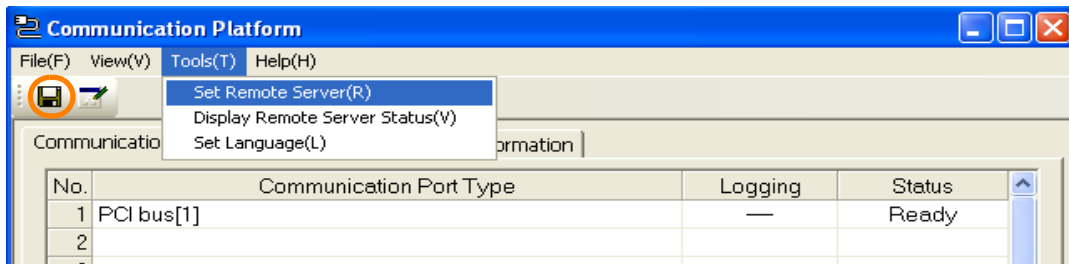 Communication Platform
File(F) View(V) Tools(T) Help(H)
Set Remote Server(R)
Display Remote Server Status(V)
Set Language(L)
Communicatio ormation
No. Communication Port Type Logging Status
1 PCI bus[1] — Ready
2